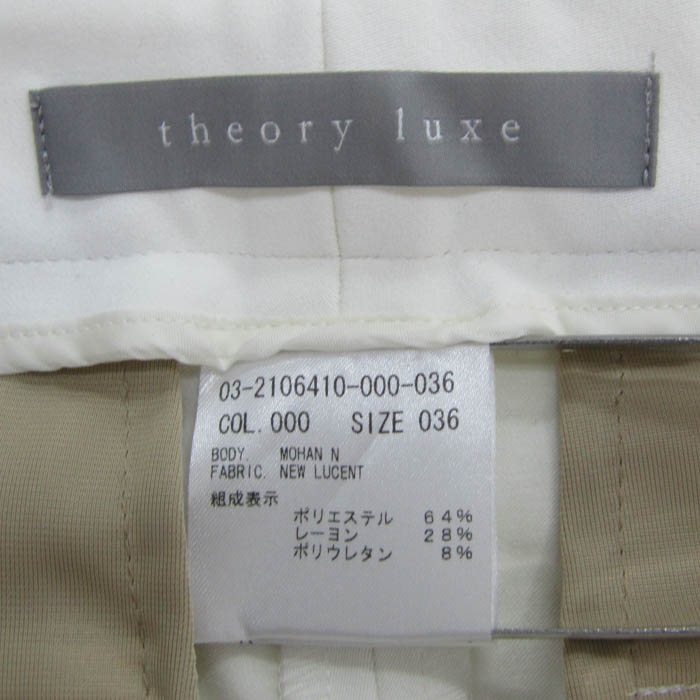 theory luxe
03-2106410-000-036
COL.000 SIZE 036
BODY. MOHAN N
FABRIC. NEW LUCENT
組成表示
ポリエステル 64%
レーヨン 28%
ポリウレタン 8%